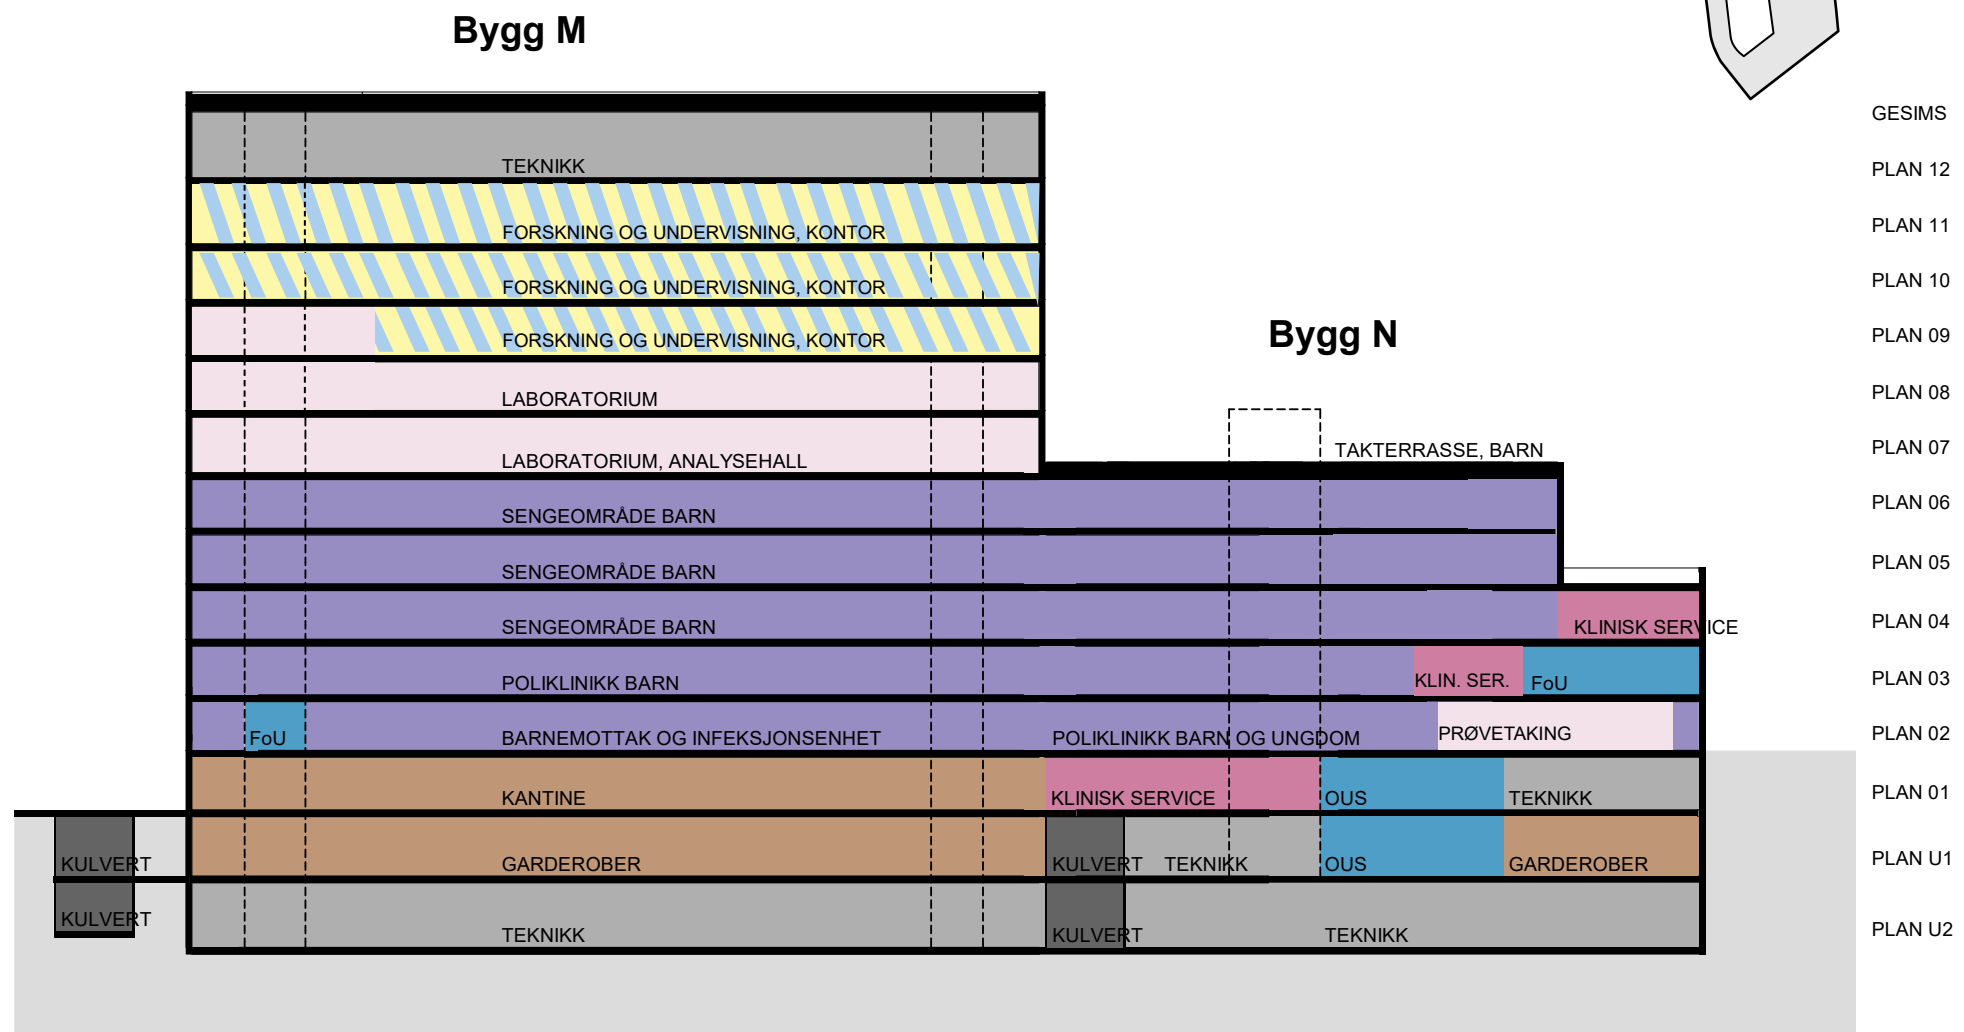 Bygg M
GESIMS
TEKNIKK
PLAN 12
FORSKNING OG UNDERVISNING, KONTOR
PLAN 11
FORSKNING OG UNDERVISNING, KONTOR
PLAN 10
Bygg N
FORSKNING OG UNDERVISNING, KONTOR
PLAN 09
LABORATORIUM
PLAN 08
LABORATORIUM, ANALYSEHALL
TAKTERRASSE, BARN
PLAN 07
SENGEOMRÅDE BARN
PLAN 06
SENGEOMRÅDE BARN
PLAN 05
SENGEOMRÅDE BARN
KLINISK SERVICE
PLAN 04
POLIKLINIKK BARN
KLIN. SER.
FoU
PLAN 03
FoU
BARNEMOTTAK OG INFEKSJONSENHET
POLIKLINIKK BARN OG UNGDOM
PRØVETAKING
PLAN 02
KANTINE
KLINISK SERVICE
OUS
TEKNIKK
PLAN 01
KULVERT
GARDEROBER
KULVERT
TEKNIKK
OUS
GARDEROBER
PLAN U1
KULVERT
TEKNIKK
KULVERT
TEKNIKK
PLAN U2